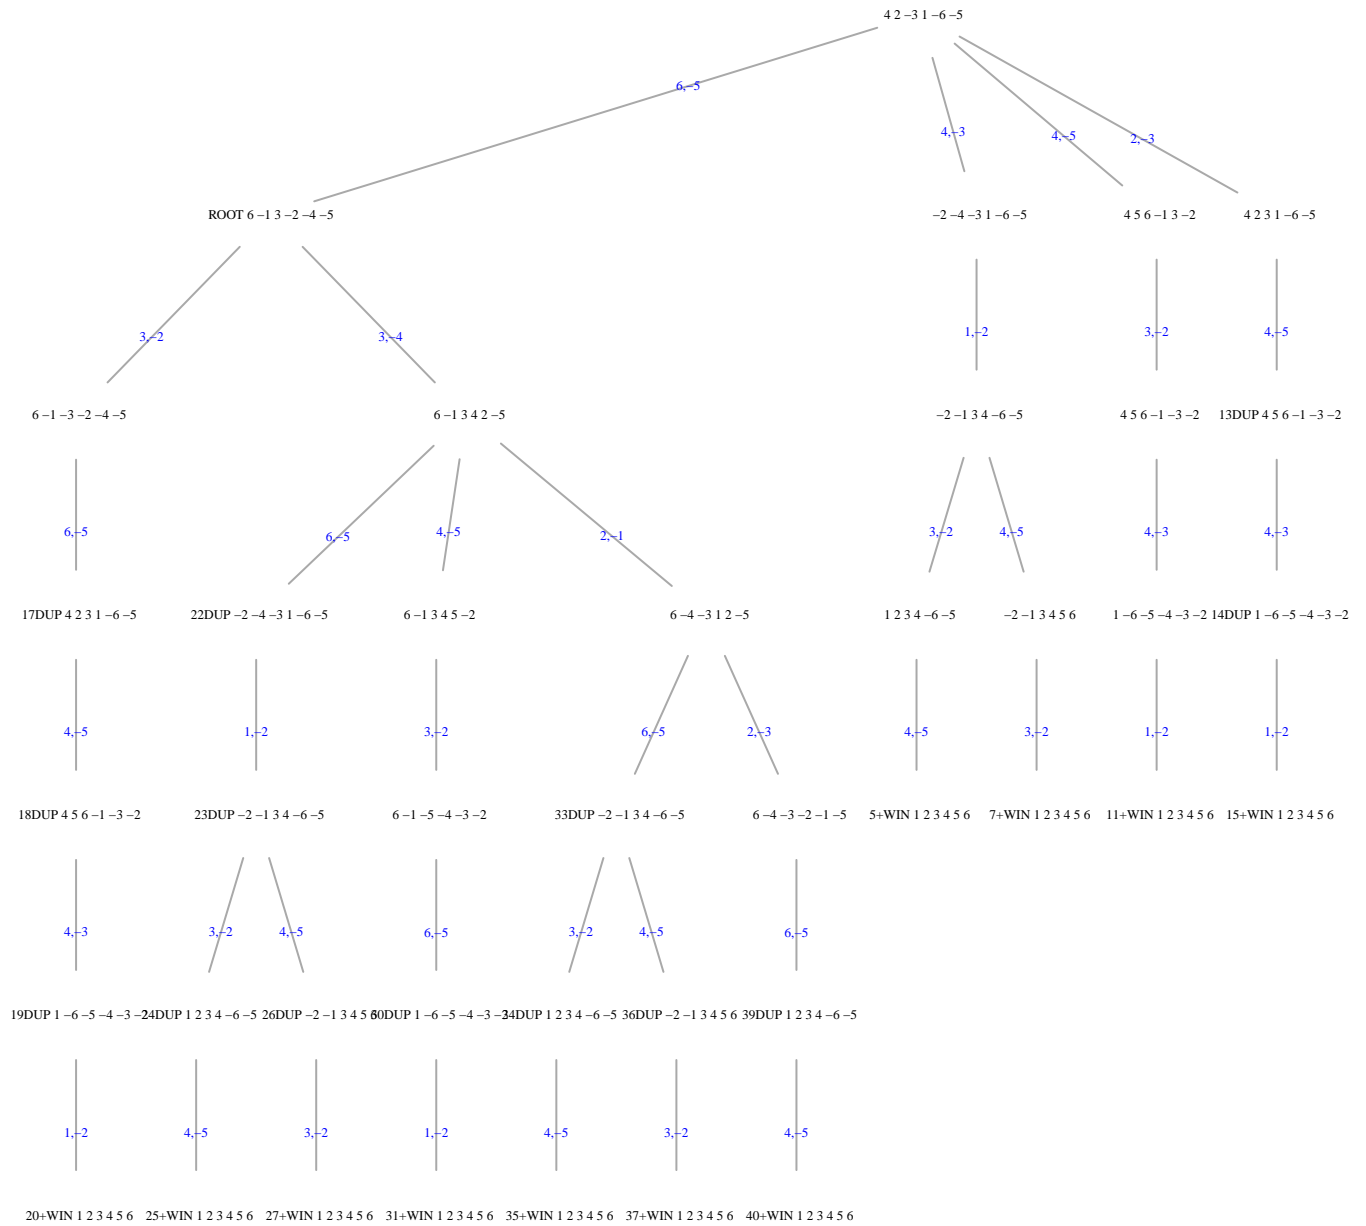 4 2 −3 1 −6 −5
6,−5
4,−3
4,−5
2,−3
ROOT 6 −1 3 −2 −4 −5
−2 −4 −3 1 −6 −5
4 5 6 −1 3 −2
4 2 3 1 −6 −5
3,−2
3,−4
1,−2
3,−2
4,−5
6 −1 −3 −2 −4 −5
6 −1 3 4 2 −5
−2 −1 3 4 −6 −5
4 5 6 −1 −3 −2
13DUP 4 5 6 −1 −3 −2
6,−5
6,−5
4,−5
2,−1
3,−2
4,−5
4,−3
4,−3
17DUP 4 2 3 1 −6 −5
22DUP −2 −4 −3 1 −6 −5
6 −1 3 4 5 −2
6 −4 −3 1 2 −5
1 2 3 4 −6 −5
−2 −1 3 4 5 6
1 −6 −5 −4 −3 −2
14DUP 1 −6 −5 −4 −3 −2
4,−5
1,−2
3,−2
6,−5
2,−3
4,−5
3,−2
1,−2
1,−2
18DUP 4 5 6 −1 −3 −2
23DUP −2 −1 3 4 −6 −5
6 −1 −5 −4 −3 −2
33DUP −2 −1 3 4 −6 −5
6 −4 −3 −2 −1 −5
5+WIN 1 2 3 4 5 6
7+WIN 1 2 3 4 5 6
11+WIN 1 2 3 4 5 6
15+WIN 1 2 3 4 5 6
4,−3
3,−2
4,−5
6,−5
3,−2
4,−5
6,−5
19DUP 1 −6 −5 −4 −3 −2
24DUP 1 2 3 4 −6 −5
26DUP −2 −1 3 4 5 6
30DUP 1 −6 −5 −4 −3 −2
34DUP 1 2 3 4 −6 −5
36DUP −2 −1 3 4 5 6
39DUP 1 2 3 4 −6 −5
1,−2
4,−5
3,−2
1,−2
4,−5
3,−2
4,−5
20+WIN 1 2 3 4 5 6
25+WIN 1 2 3 4 5 6
27+WIN 1 2 3 4 5 6
31+WIN 1 2 3 4 5 6
35+WIN 1 2 3 4 5 6
37+WIN 1 2 3 4 5 6
40+WIN 1 2 3 4 5 6